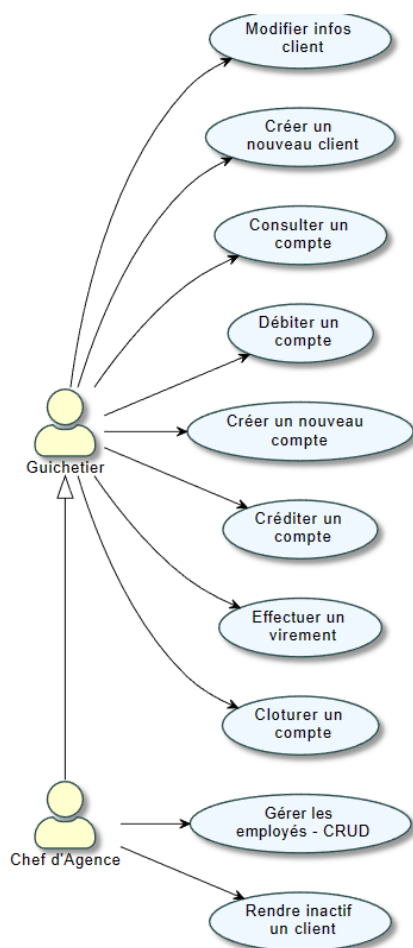 Modifier infos
client
Créer un
nouveau client
Consulter un
compte
Débiter un
compte
Créer un nouveau
compte
Guichetier
Créditer un
compte
Effectuer un
virement
Cloturer un
compte
Gérer les
employés - CRUD
Chef d'Agence
Rendre inactif
un client